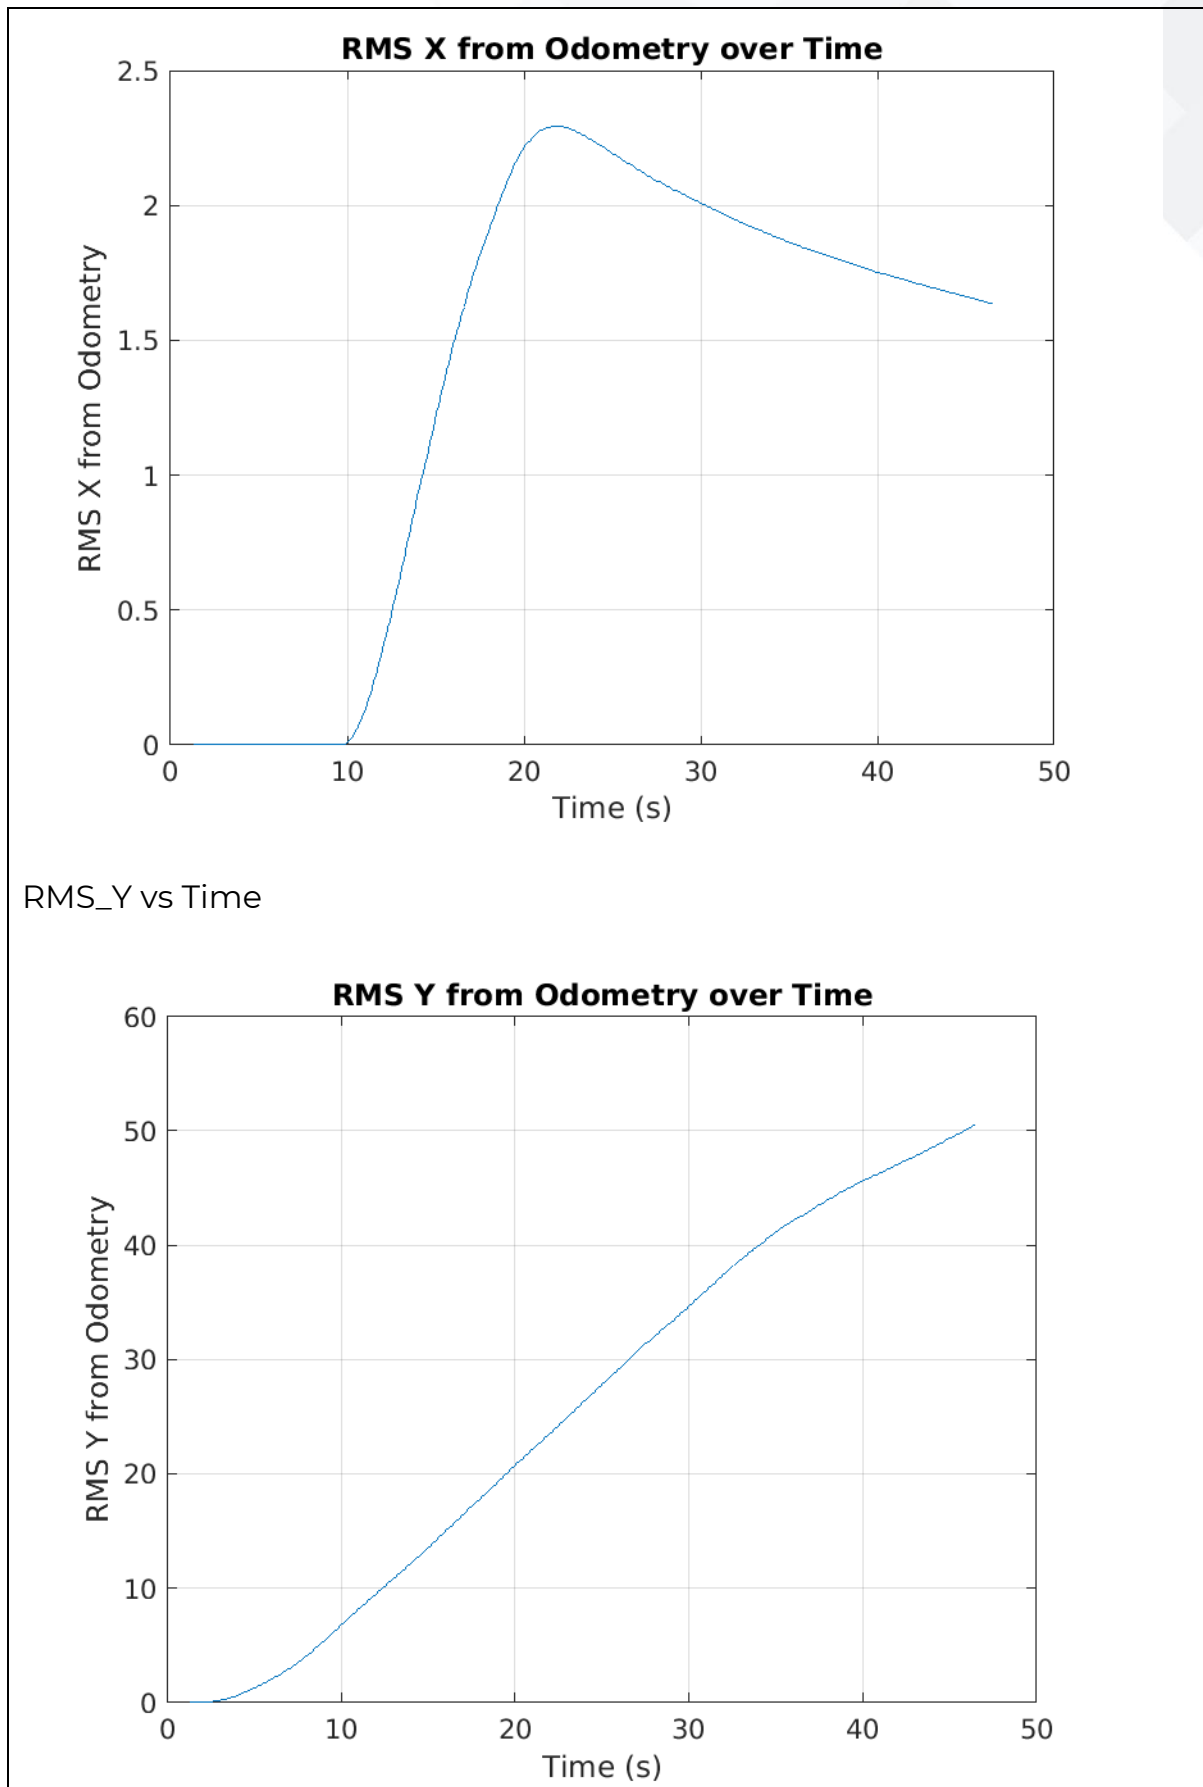 RMS X from Odometry over Time
2.5
2
1.5
1
0.5
0
RMS X from Odometry
0 10 20 30 40 50
Time (s)
RMS_Y vs Time
RMS Y from Odometry over Time
60
50
40
30
20
10
0
RMS Y from Odometry
0 10 20 30 40 50
Time (s)